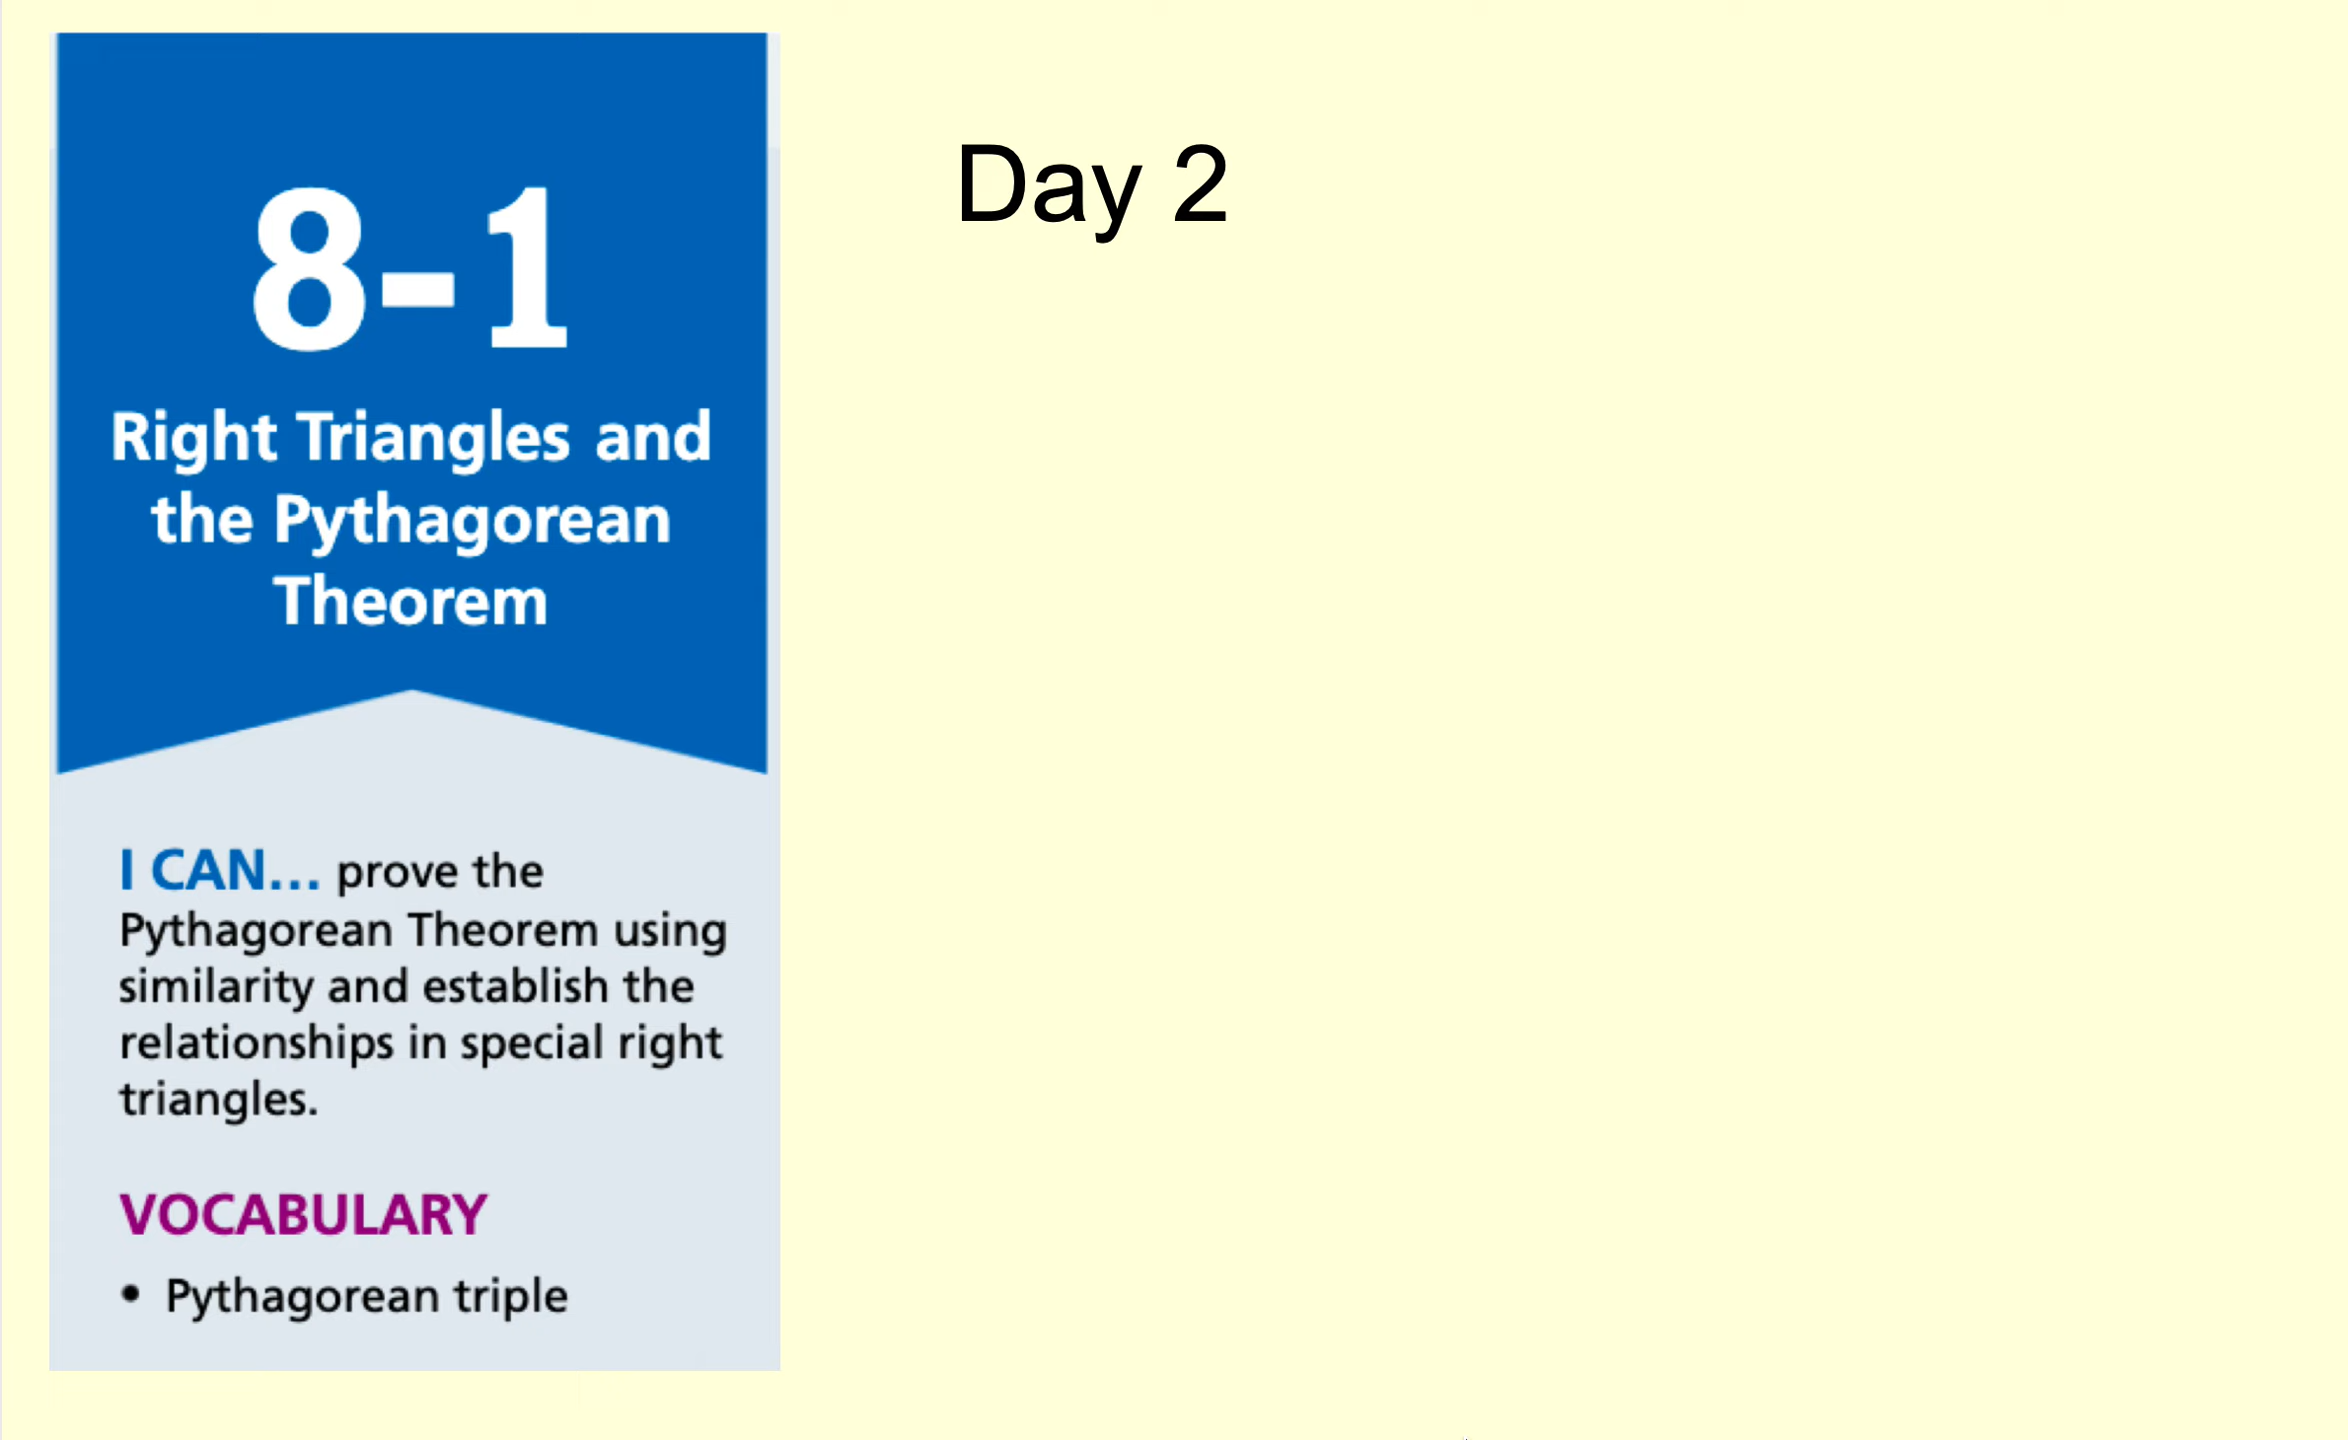 8-1
Right Triangles and
the Pythagorean
Theorem
I CAN... prove the
Pythagorean Theorem using
similarity and establish the
relationships in special right
triangles.
VOCABULARY
• Pythagorean triple
Day 2